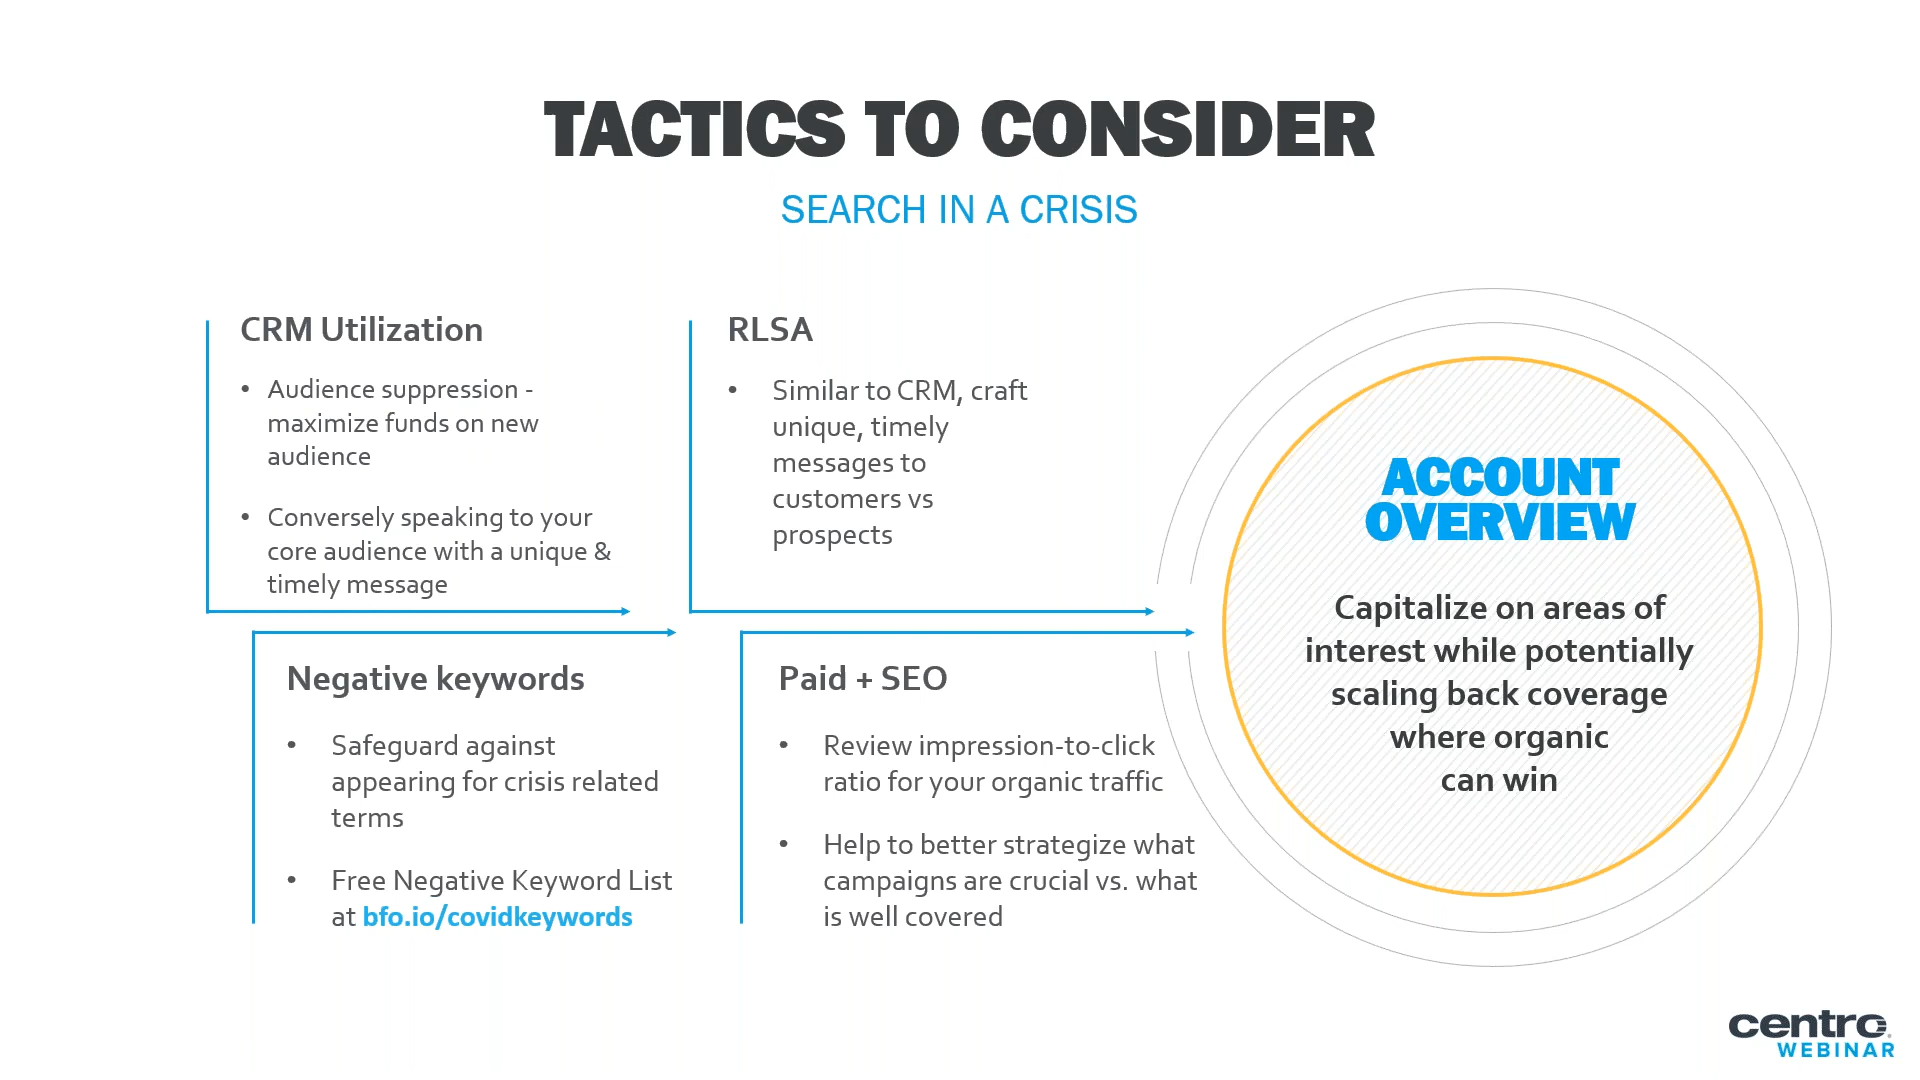 TACTICS TO CONSIDER
SEARCH IN A CRISIS
CRM Utilization
• Audience suppression -
maximize funds on new
audience
• Conversely speaking to your
core audience with a unique &
timely message
RLSA
• Similar to CRM, craft
unique, timely
messages to
customers vs
prospects
Negative keywords
• Safeguard against
appearing for crisis related
terms
• Free Negative Keyword List
at bfo.io/covidkeywords
Paid + SEO
• Review impression-to-click
ratio for your organic traffic
• Help to better strategize what
campaigns are crucial vs. what
is well covered
ACCOUNT
OVERVIEW
Capitalize on areas of
interest while potentially
scaling back coverage
where organic
can win
centro
WEBINAR